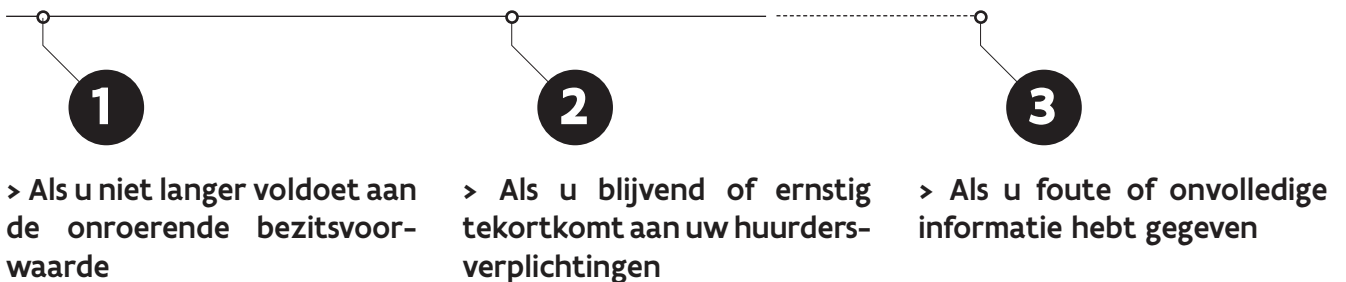 1
> Als u niet langer voldoet aan
de onroerende bezitsvoor-
waarde
2
> Als u blijvend of ernstig
tekortkomt aan uw huurders-
verplichtingen
3
> Als u foute of onvolledige
informatie hebt gegeven